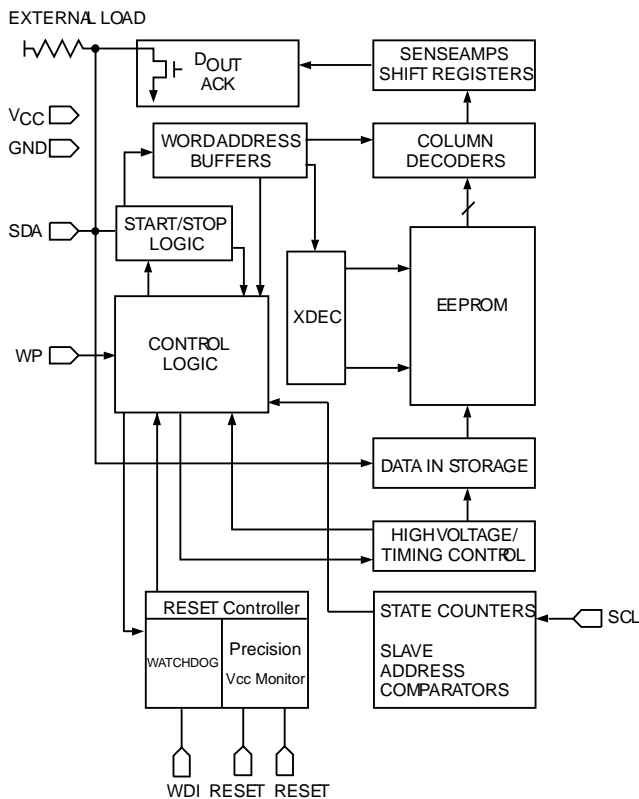 EXTERNAL LOAD
DOUT
ACK
SENSEAMPS
SHIFT REGISTERS
VCC
GND
WORDADDRESS
BUFFERS
COLUMN
DECODERS
SDA
START/STOP
LOGIC
XDEC
EEPROM
WP
CONTROL
LOGIC
DATA IN STORAGE
HIGHVOLTAGE/
TIMING CONTROL
RESET Controller
WATCHDOG
Precision
Vcc Monitor
STATE COUNTERS
SLAVE
ADDRESS
COMPARATORS
SCL
WDI RESET RESET